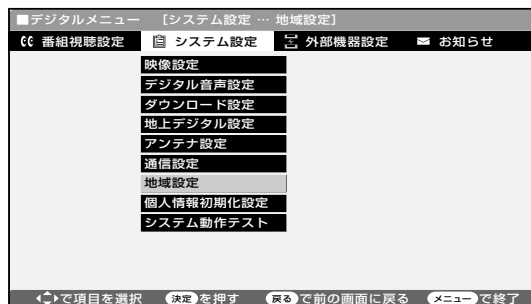 ■デジタルメニュー [システム設定 … 地域設定]
番組視聴設定 システム設定 外部機器設定 お知らせ
映像設定
デジタル音声設定
ダウンロード設定
地上デジタル設定
アンテナ設定
通信設定
地域設定
個人情報初期化設定
システム動作テスト
で項目を選択 決定を押す 戻るで前の画面に戻る メニューで終了